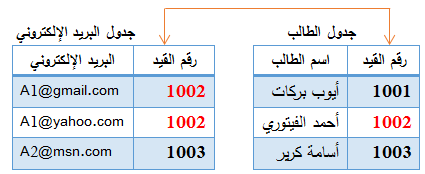 جدول الطالب
رقم القيد اسم الطالب
1001 أيوب بركات
1002 أحمد الفيتوري
1003 أسامة كرير
جدول البريد الإلكتروني
رقم القيد البريد الإلكتروني
1002 A1@gmail.com
1002 A1@yahoo.com
1003 A2@msn.com